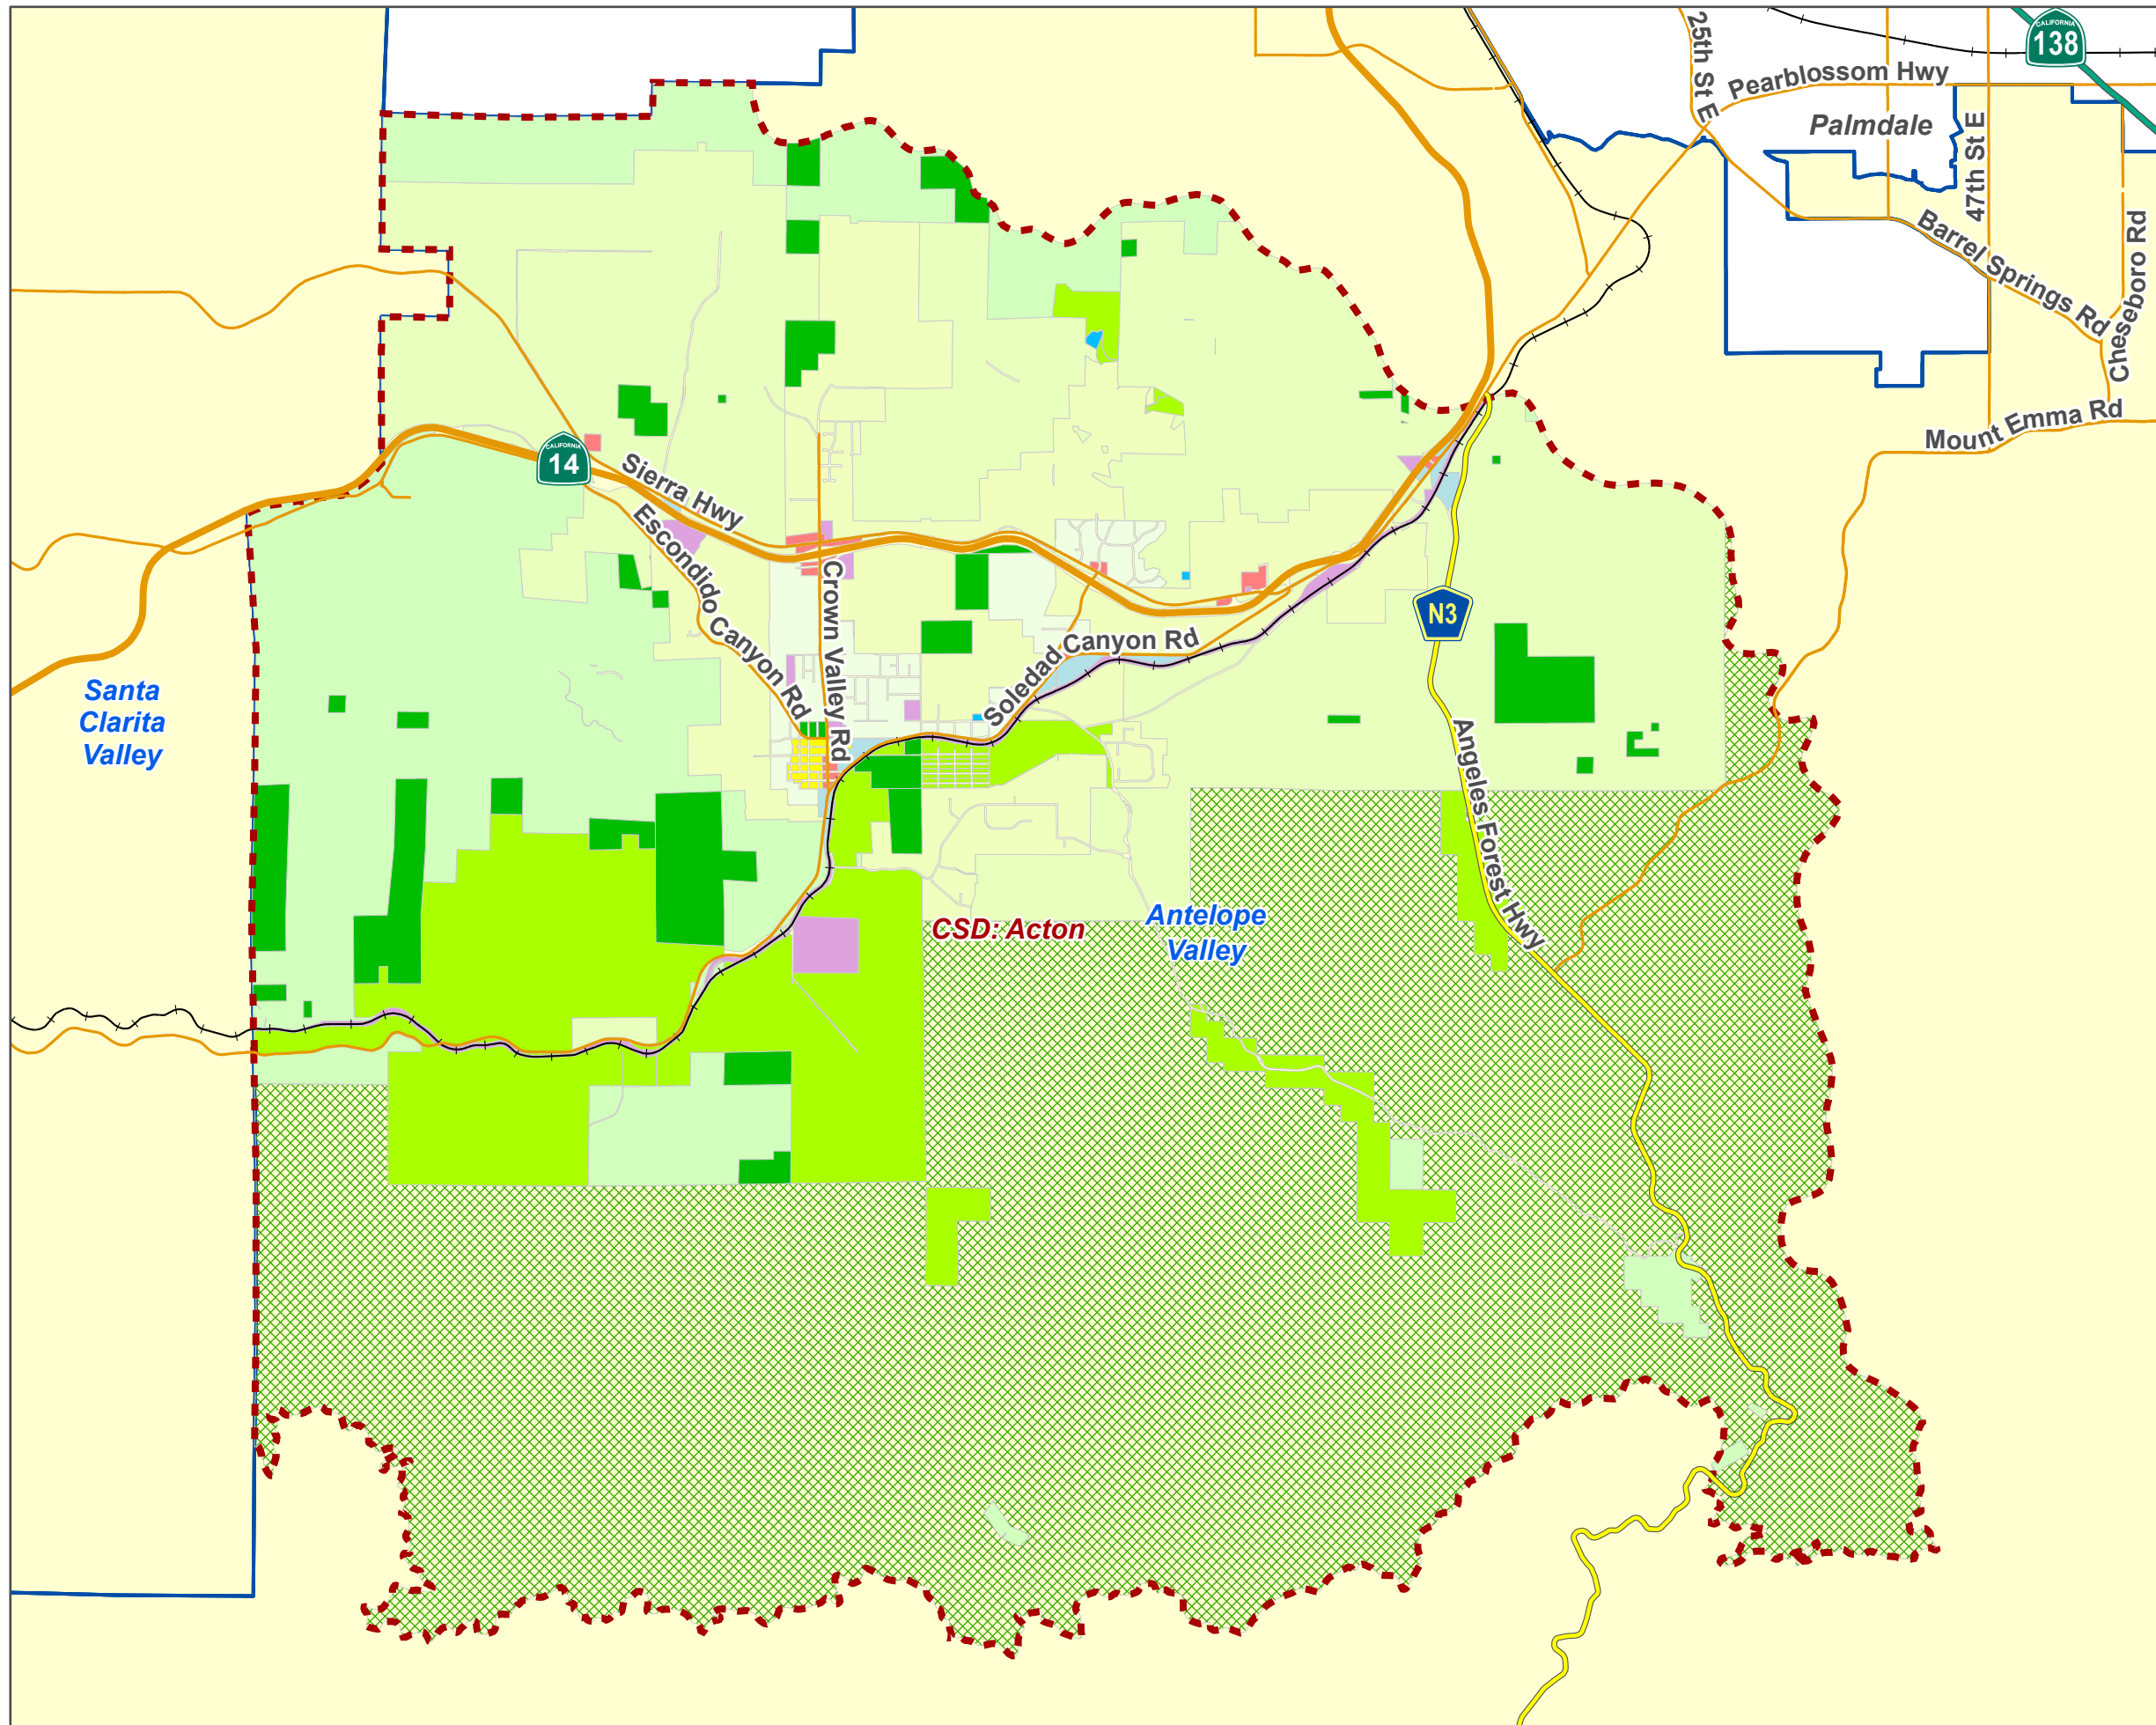 CALIFORNIA
138
25th St E
Pearblossom Hwy
Palmdale
47th St E
Barrel Springs Rd
Cheseboro Rd
Mount Emma Rd
CALIFORNIA
14
Sierra Hwy
Escondido Canyon Rd
Crown Valley Rd
Soledad Canyon Rd
N3
Angeles Forest Hwy
Santa
Clarita
Valley
CSD: Acton
Antelope
Valley